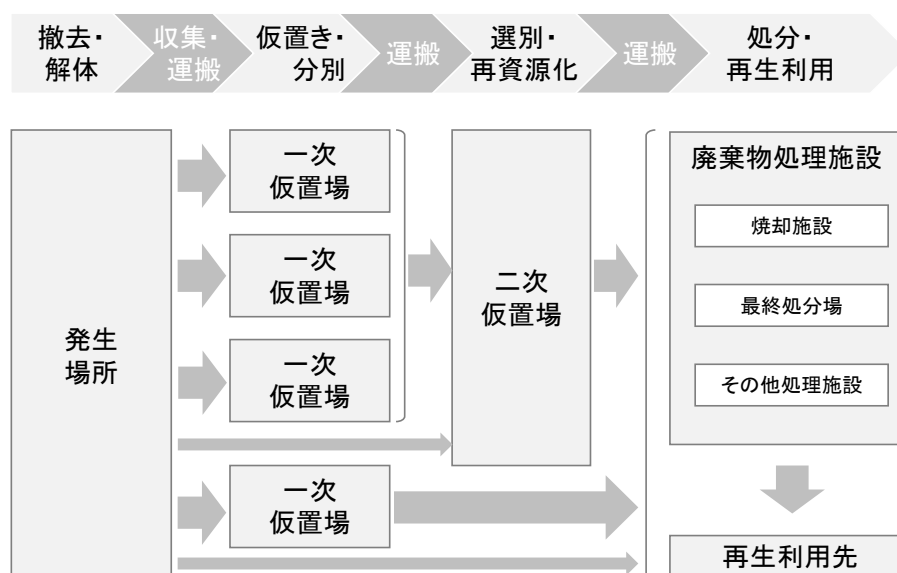 撤去・
解体
収集・
運搬
仮置き・
分別
運搬
選別・
再資源化
運搬
処分・
再生利用
発生
場所
一次
仮置場
一次
仮置場
一次
仮置場
一次
仮置場
二次
仮置場
廃棄物処理施設
焼却施設
最終処分場
その他処理施設
再生利用先